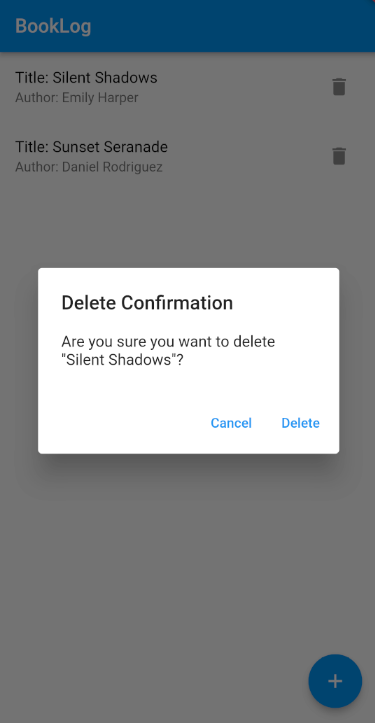 BookLog
Title: Silent Shadows
Author: Emily Harper
Title: Sunset Seranade
Author: Daniel Rodriguez
Delete Confirmation
Are you sure you want to delete
"Silent Shadows"?
Cancel Delete
+